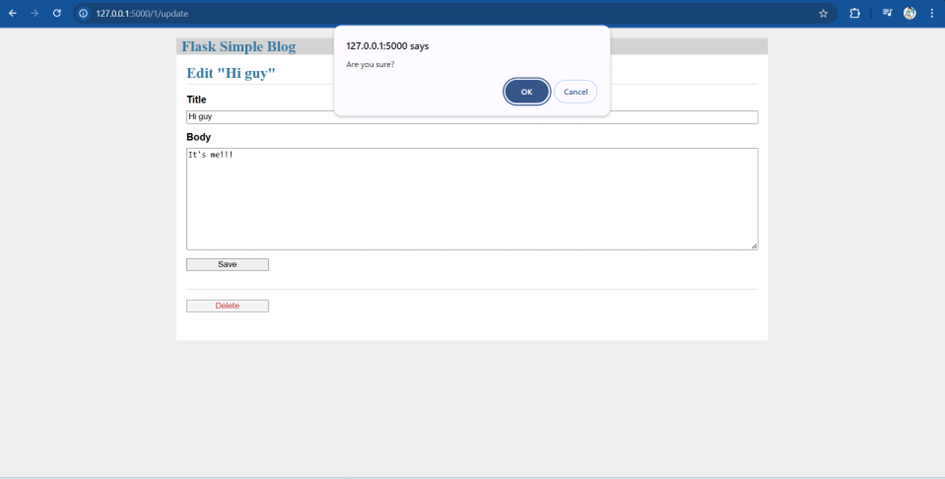 127.0.0.1:5000/1/update
127.0.0.1:5000 says
Are you sure?
OK
Cancel
Flask Simple Blog
Edit "Hi guy"
Title
Hi guy
Body
It's me!!!
Save
Delete